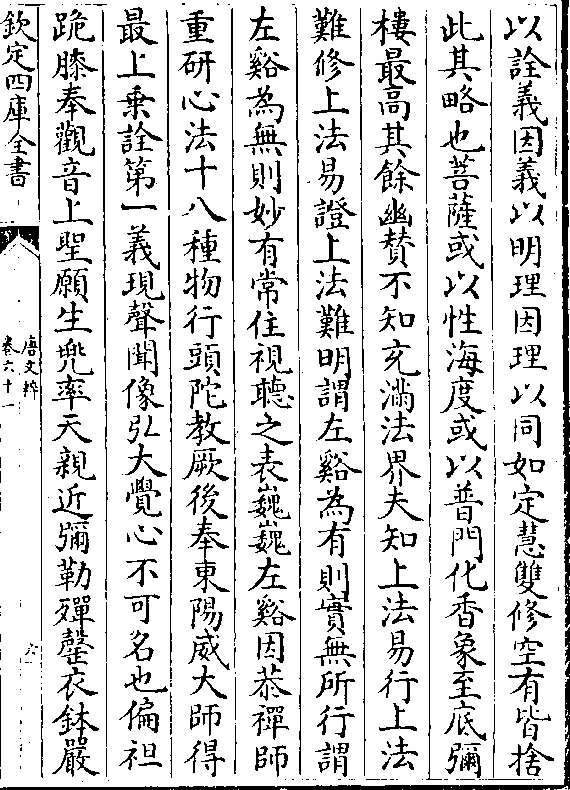 以詮義因義以明理因理以同如定慧雙修空有皆捨
此其略也菩薩或以性海度或以普門化香象至底彌
樓最高其餘幽賛不知充滿法界夫知上法易行上法
難修上法易證上法難明謂左谿為有則實無所行謂
左谿為無則妙有常住視聽之表巍巍左谿因恭禪師
重研心法十八種物行頭陀教厥後奉東陽威大師得
最上乗詮第一義現聲聞像弘大覺心不可名也偏袒
跪膝奉觀音上聖願生兜率天親近彌勒殫罄衣鉢嚴
欽定四庫全書
唐文粹
卷六十一